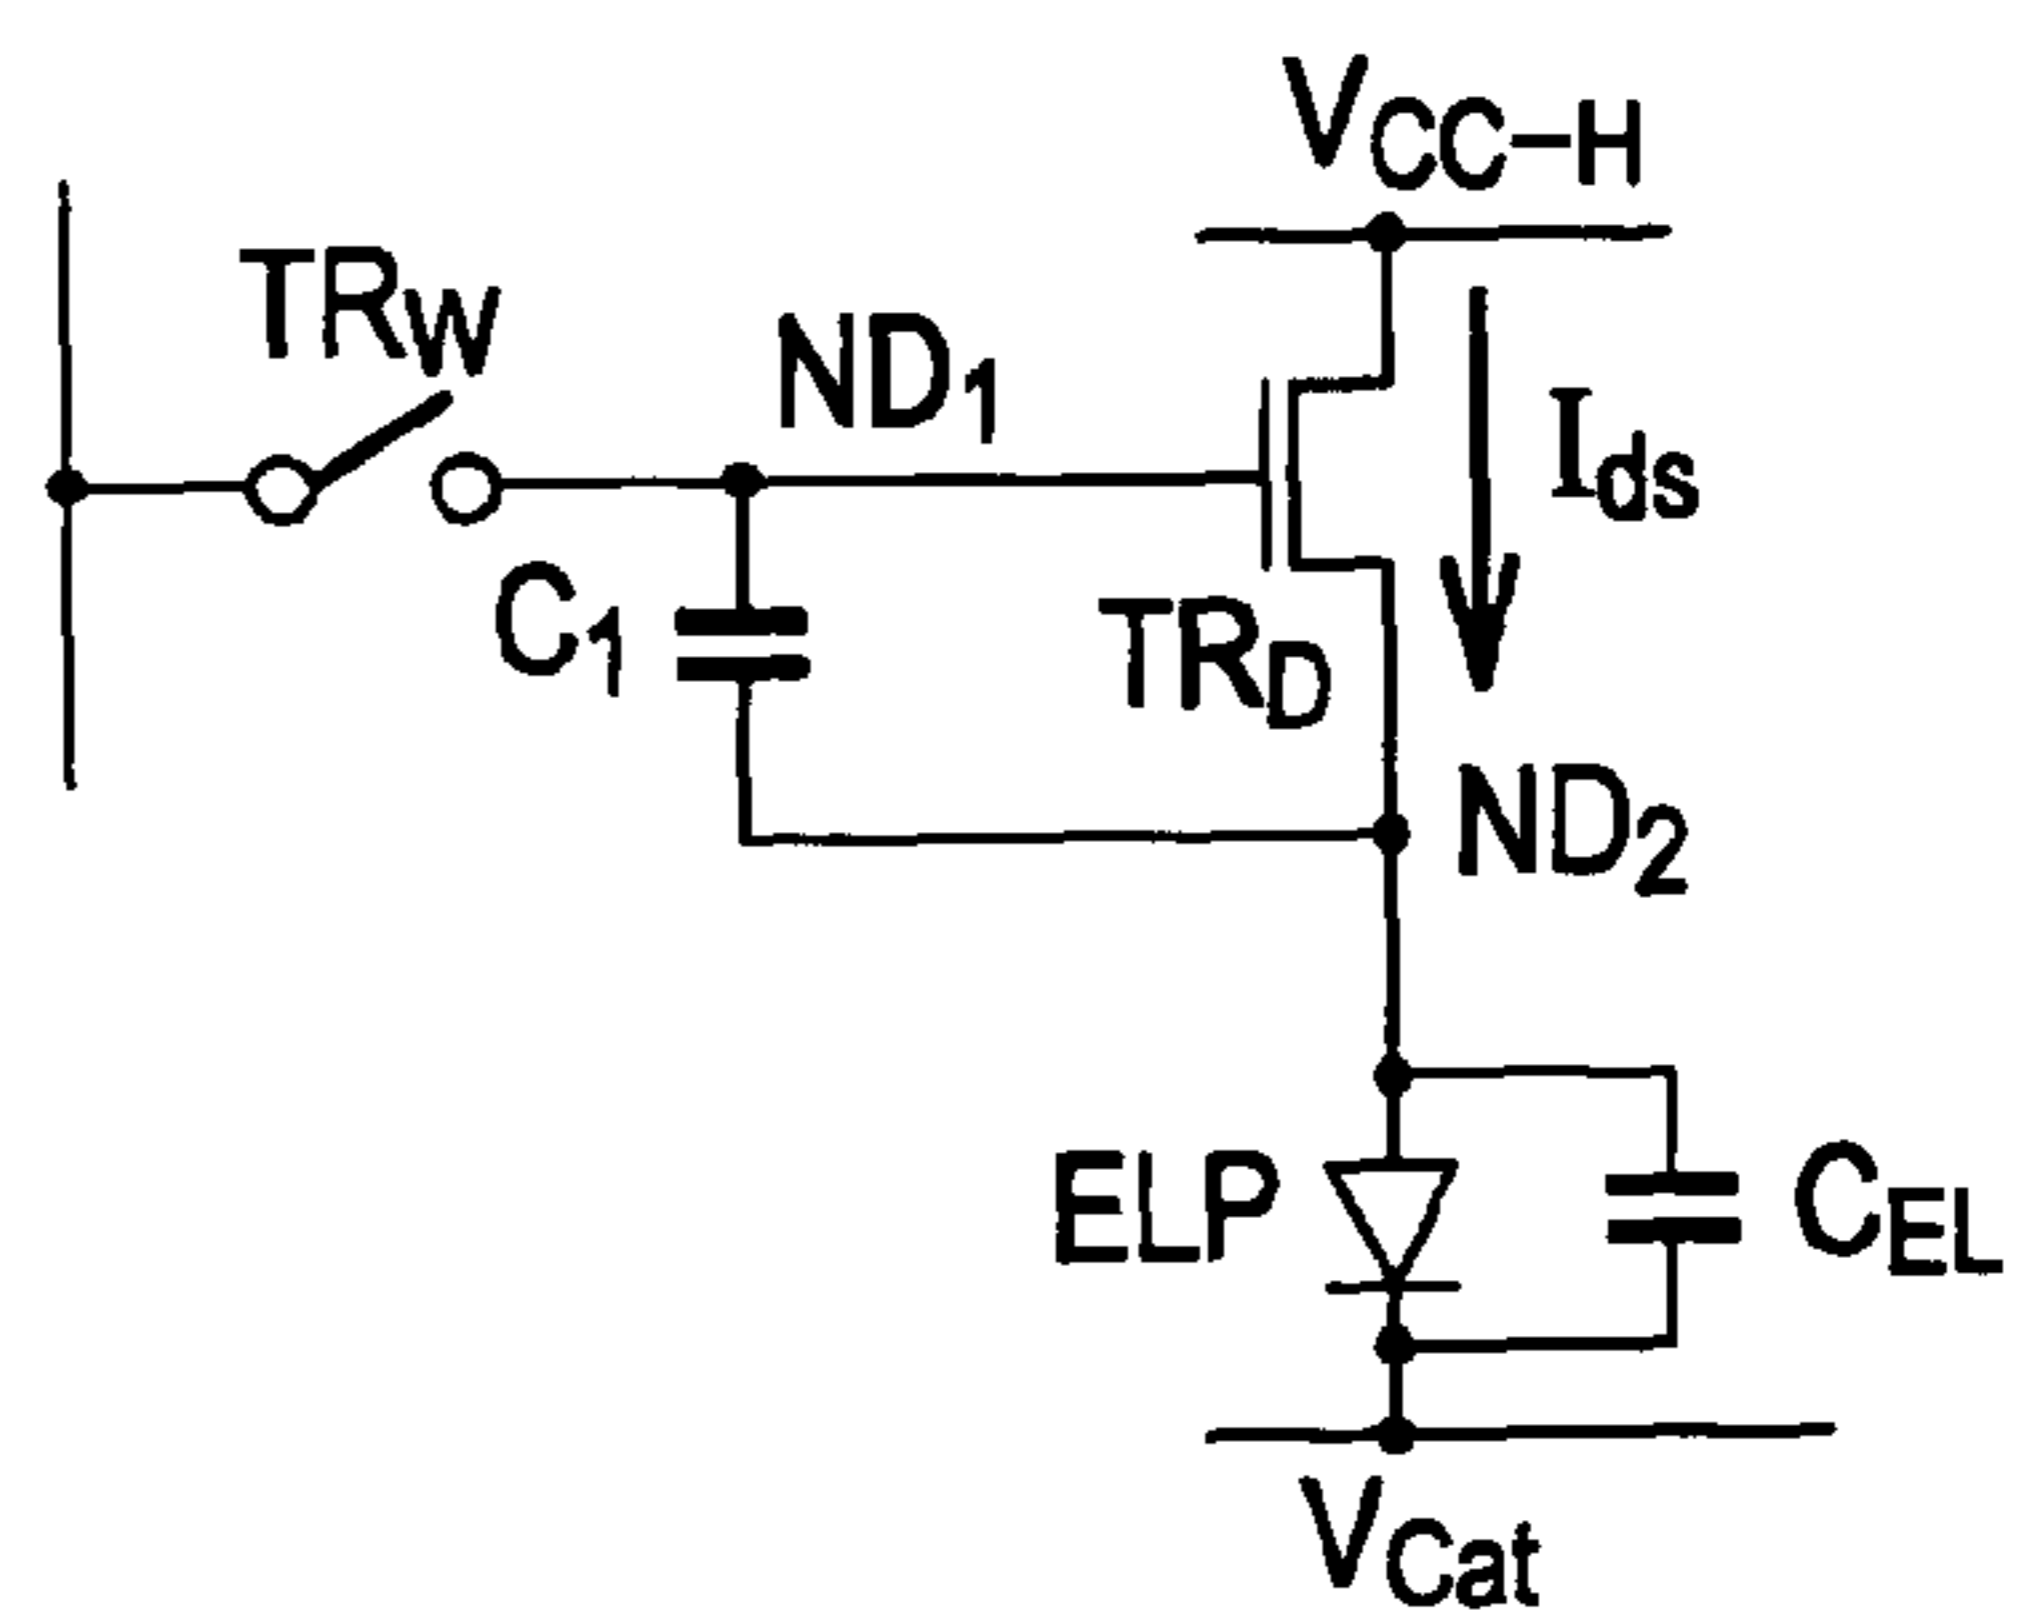 VCC-H
TRW
ND1
Ids
C1
TRD
ND2
ELP
CEL
VCat